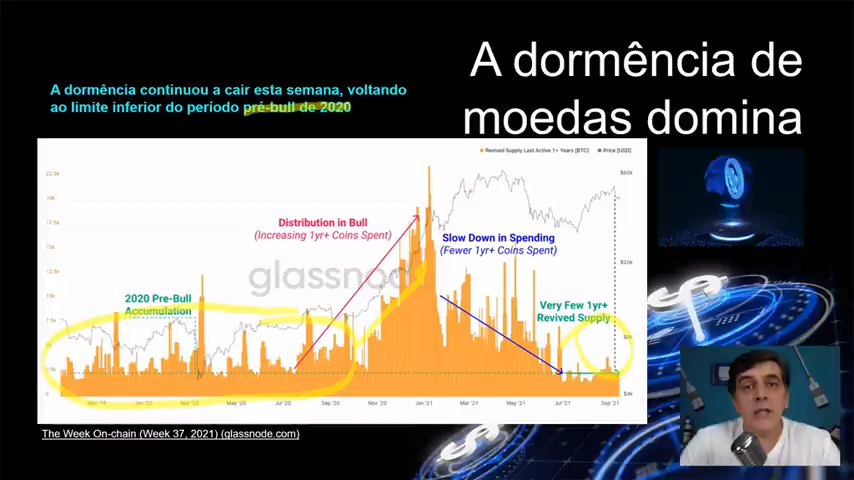 A dormência de
moedas domina
A dormência continuou a cair esta semana, voltando
ao limite inferior do período pré-bull de 2020
Revived Supply Last Active 1+ Years [BTC]
Price [USD]
22.5k
$60k
17.5k
Distribution in Bull
(Increasing 1yr+ Coins Spent)
Slow Down in Spending
(Fewer 1yr+ Coins Spent)
glassnode
$20k
2020 Pre-Bull
Accumulation
Very Few 1yr+
Revived Supply
$4k
Nov '19
May '20
Jul '20
Sep '20
Nov '20
Jan '21
Mar '21
May '21
Jul '21
Sep '21
The Week On-chain (Week 37, 2021) (glassnode.com)